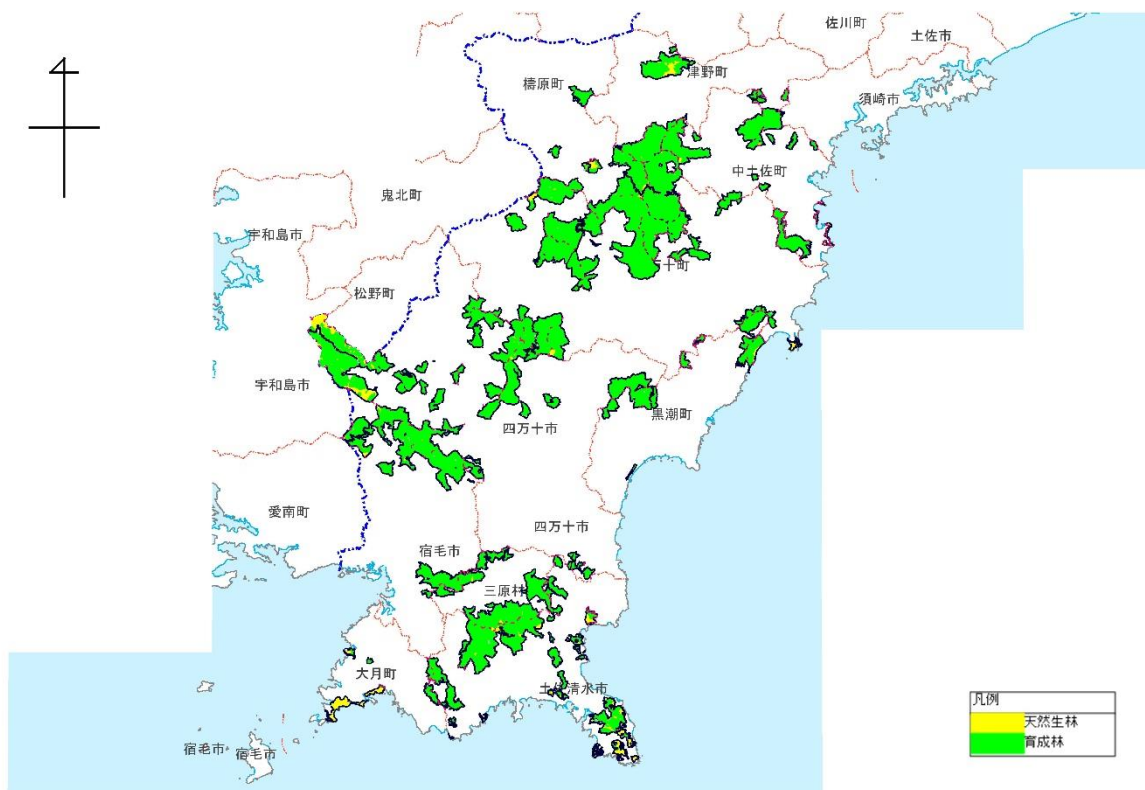 佐川町
土佐市
津野町
檮原町
須崎市
中土佐町
鬼北町
宇和島市
十町
松野町
宇和島市
黒潮町
四万十市
愛南町
四万十市
宿毛市
三原村
大月町
土佐清水市
宿毛市
宿毛市
凡例
天然生林
育成林